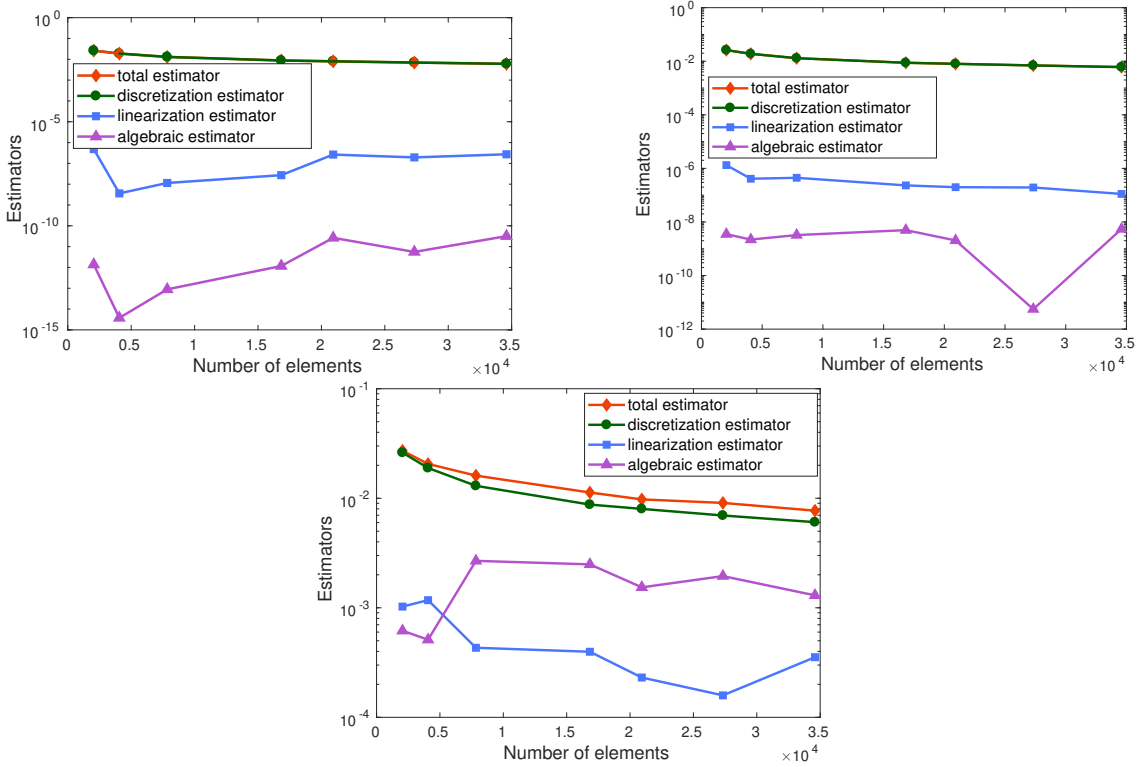 10^0
10^-5
10^-10
10^-15
Estimators
total estimator
discretization estimator
linearization estimator
algebraic estimator
0 0.5 1 1.5 2 2.5 3 3.5
Number of elements
×10^4
10^0
10^-2
10^-4
10^-6
10^-8
10^-10
10^-12
Estimators
total estimator
discretization estimator
linearization estimator
algebraic estimator
0 0.5 1 1.5 2 2.5 3 3.5
Number of elements
×10^4
10^-1
10^-2
10^-3
10^-4
Estimators
total estimator
discretization estimator
linearization estimator
algebraic estimator
0 0.5 1 1.5 2 2.5 3 3.5
Number of elements
×10^4